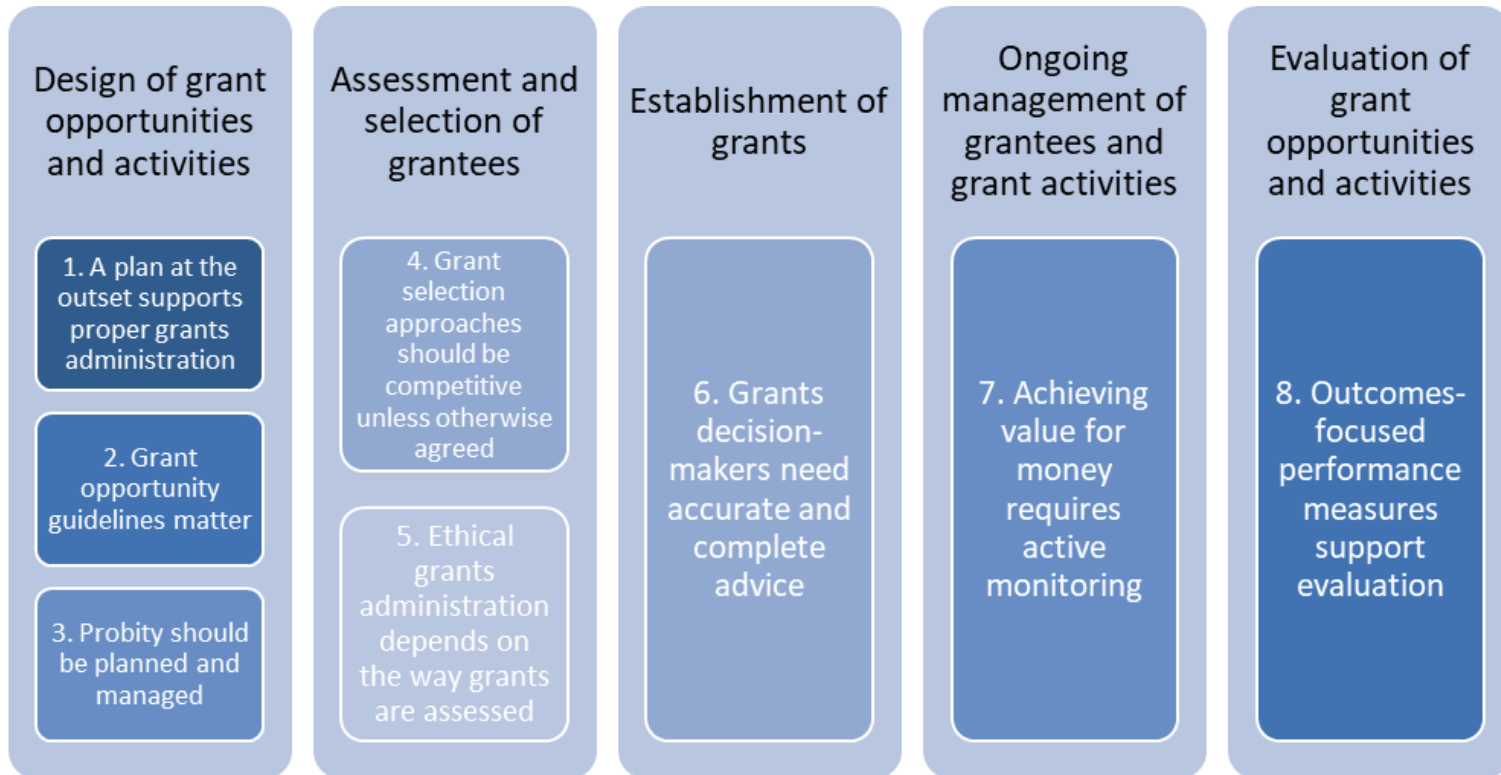 Design of grant
opportunities
and activities
1. A plan at the
outset supports
proper grants
administration
2. Grant
opportunity
guidelines matter
3. Probity should
be planned and
managed
Assessment and
selection of
grantees
4. Grant
selection
approaches
should be
competitive
unless otherwise
agreed
5. Ethical
grants
administration
depends on
the way grants
are assessed
Establishment of
grants
6. Grants
decision-
makers need
accurate and
complete
advice
Ongoing
management of
grantees and
grant activities
7. Achieving
value for
money
requires
active
monitoring
Evaluation of
grant
opportunities
and activities
8. Outcomes-
focused
performance
measures
support
evaluation